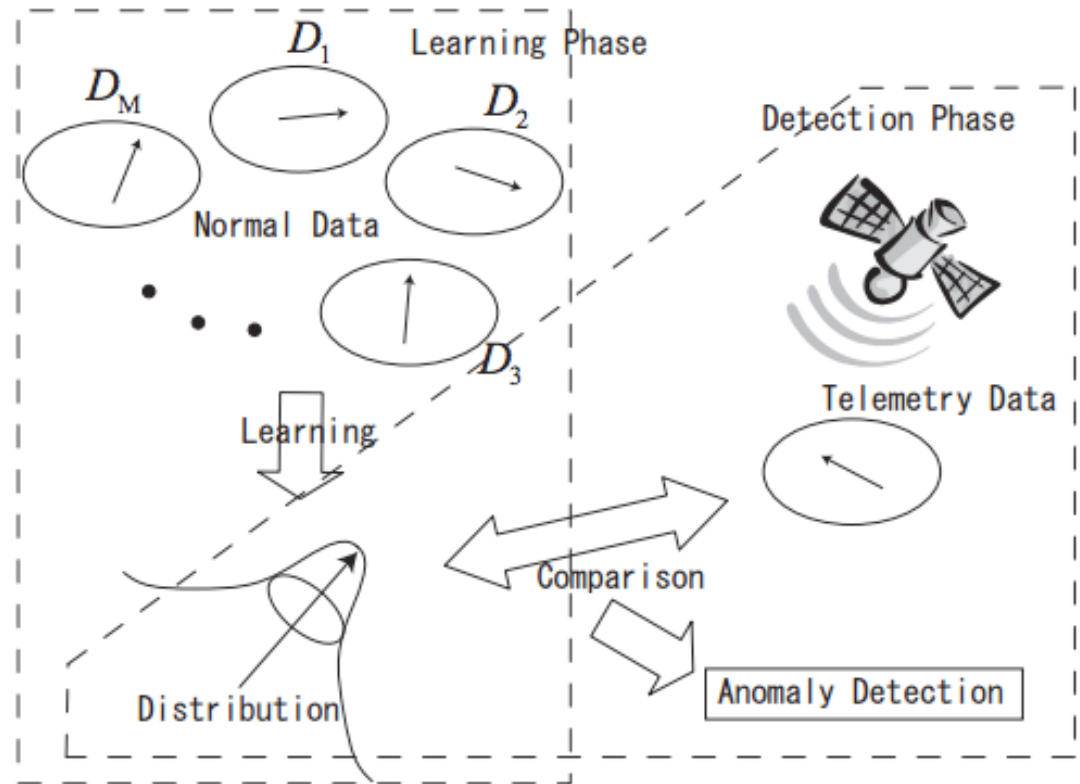 Learning Phase
D1
DM
D2
Detection Phase
Normal Data
D3
Telemetry Data
Learning
Comparison
Distribution
Anomaly Detection